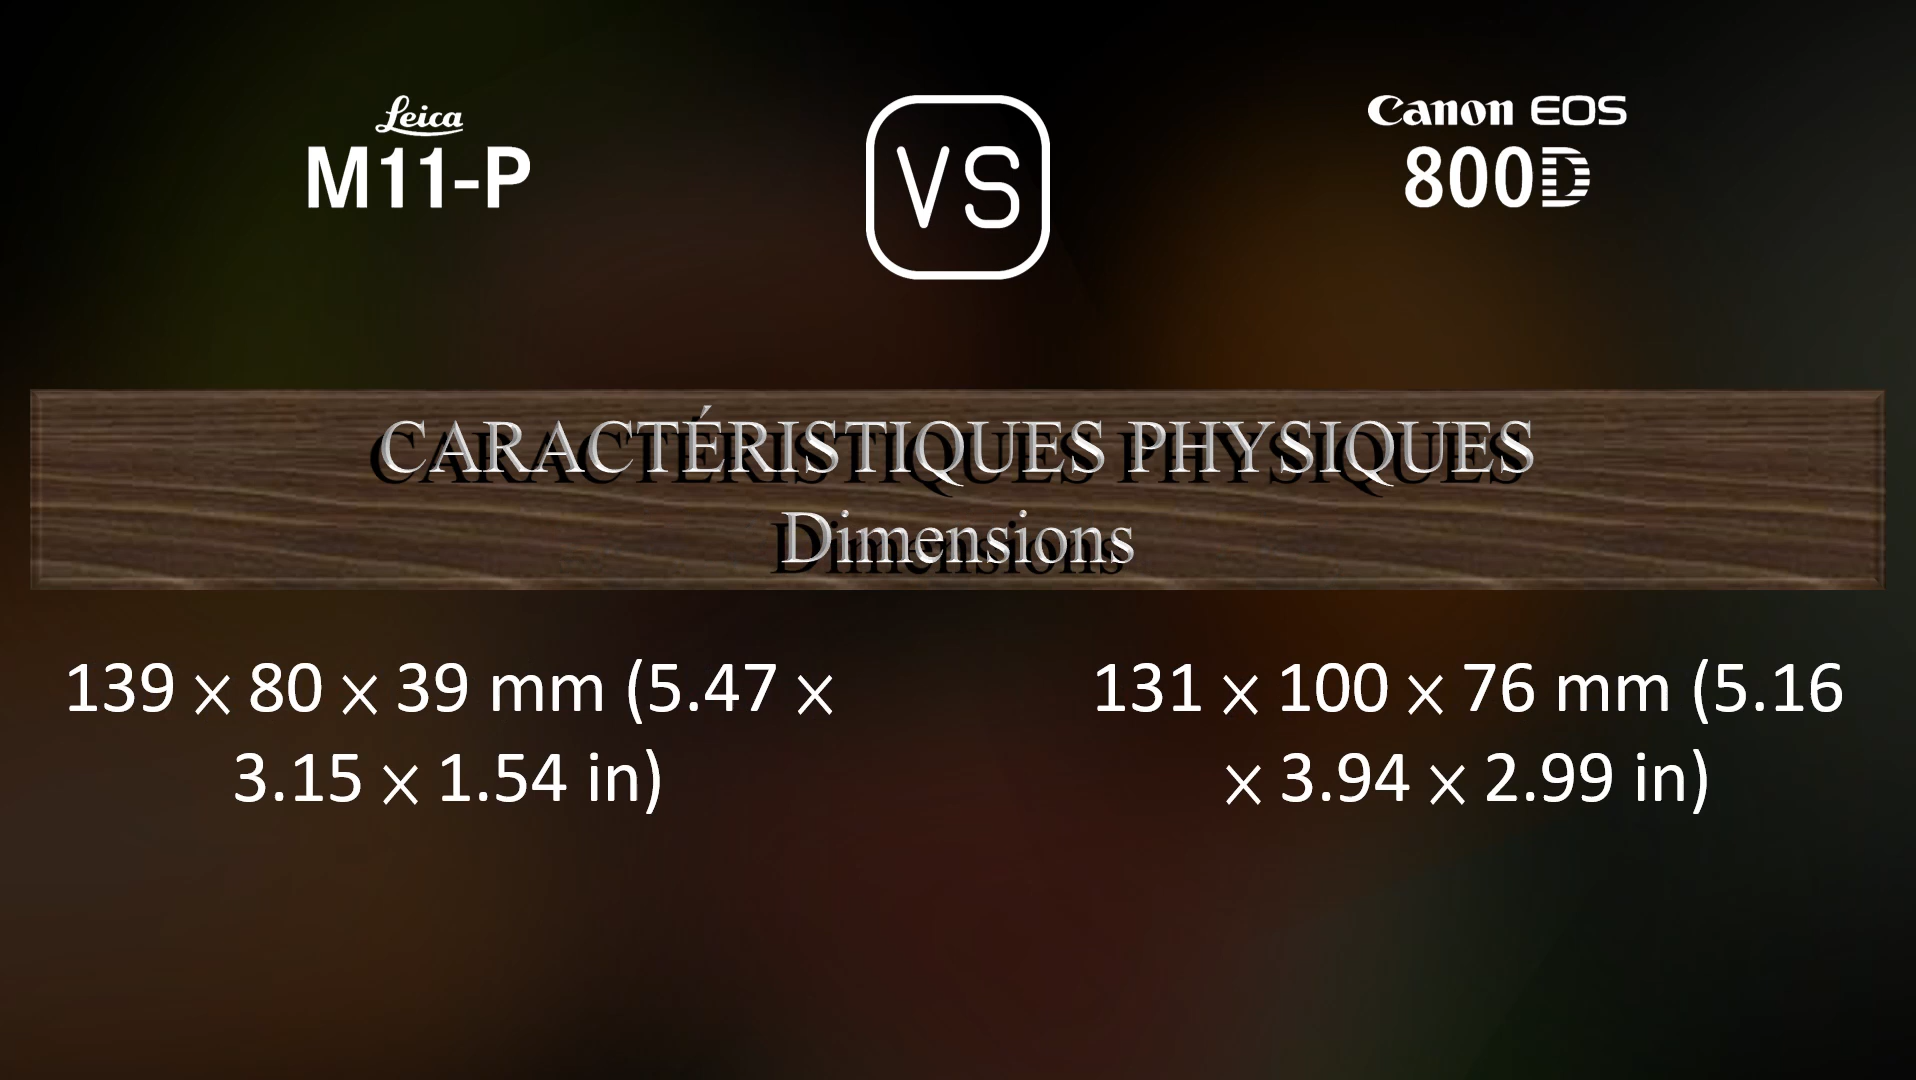 Leica
M11-P
VS
Canon EOS
800D
CARACTÉRISTIQUES PHYSIQUES
Dimensions
139 x 80 x 39 mm (5.47 x
3.15 x 1.54 in)
131 x 100 x 76 mm (5.16
x 3.94 x 2.99 in)